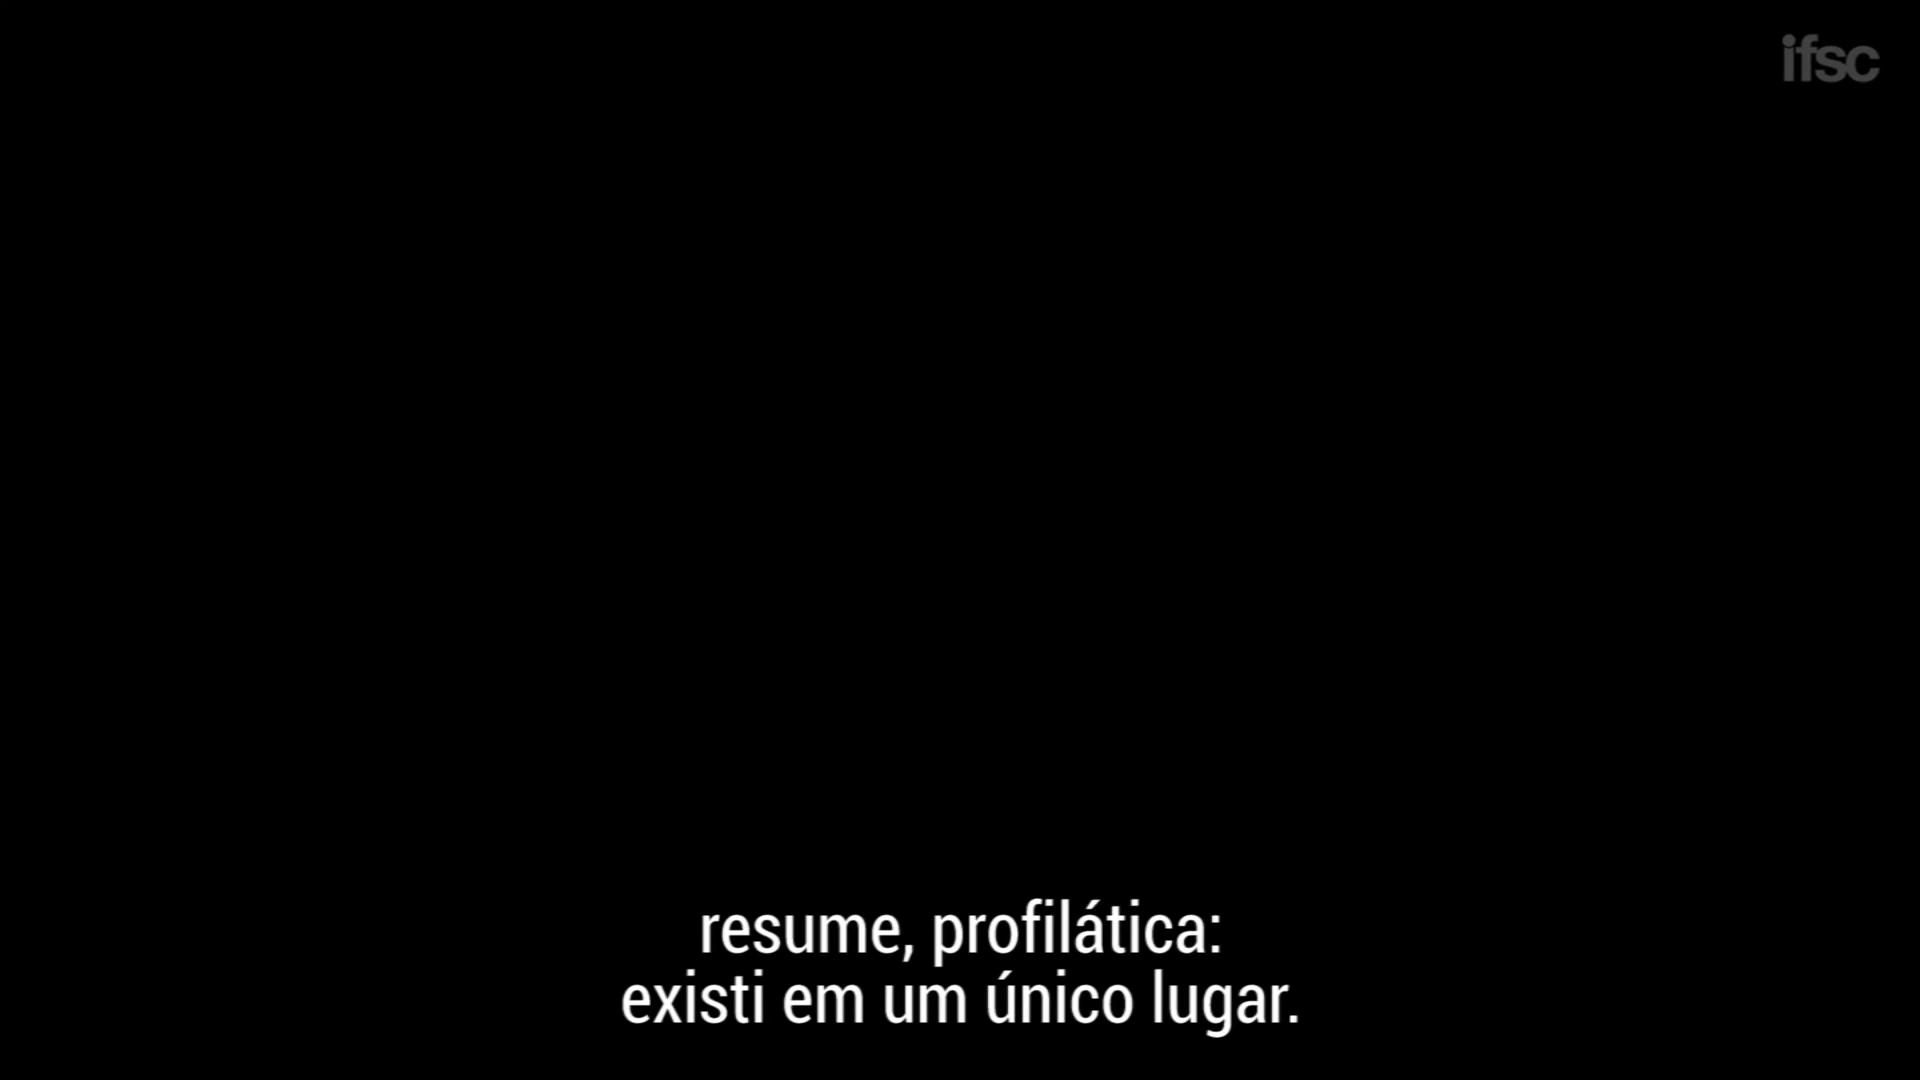 ifsc
resume, profilática:
existi em um único lugar.